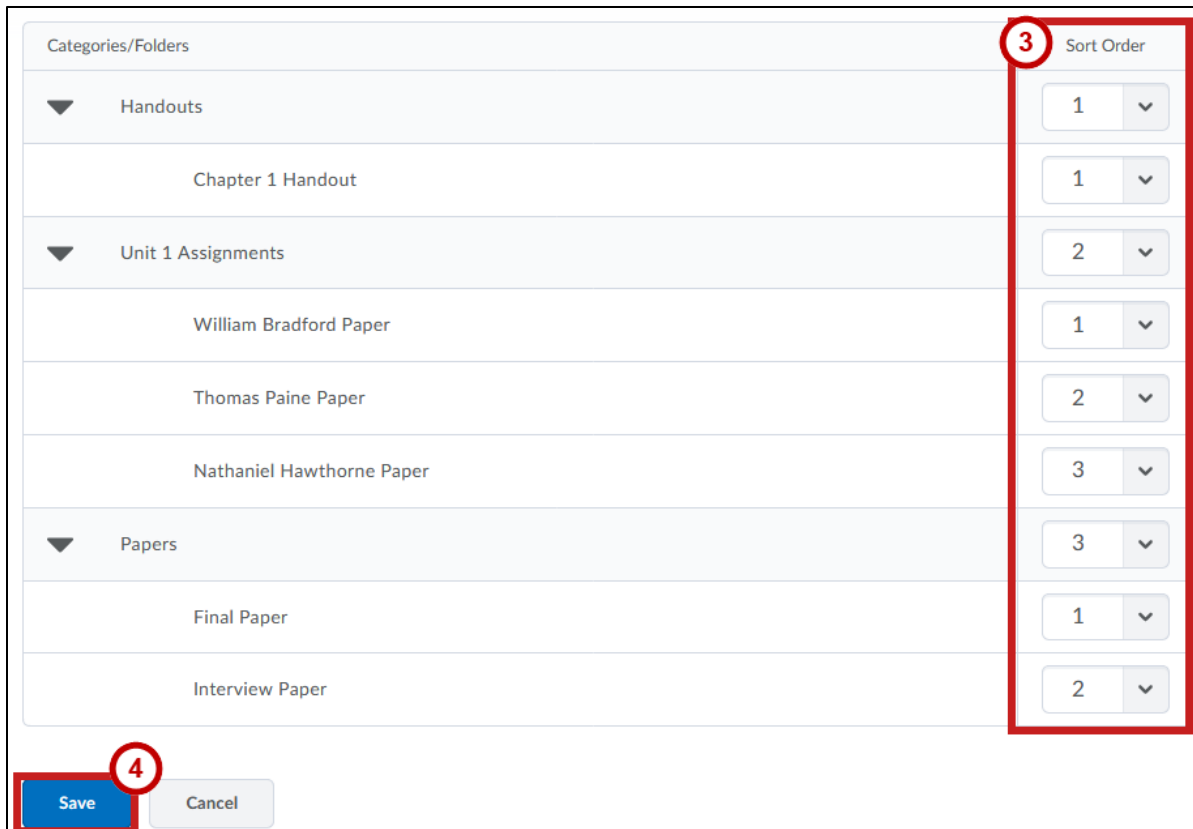 Categories/Folders 3 Sort Order
Handouts 1
Chapter 1 Handout 1
Unit 1 Assignments 2
William Bradford Paper 1
Thomas Paine Paper 2
Nathaniel Hawthorne Paper 3
Papers 3
Final Paper 1
Interview Paper 2
4
Save Cancel